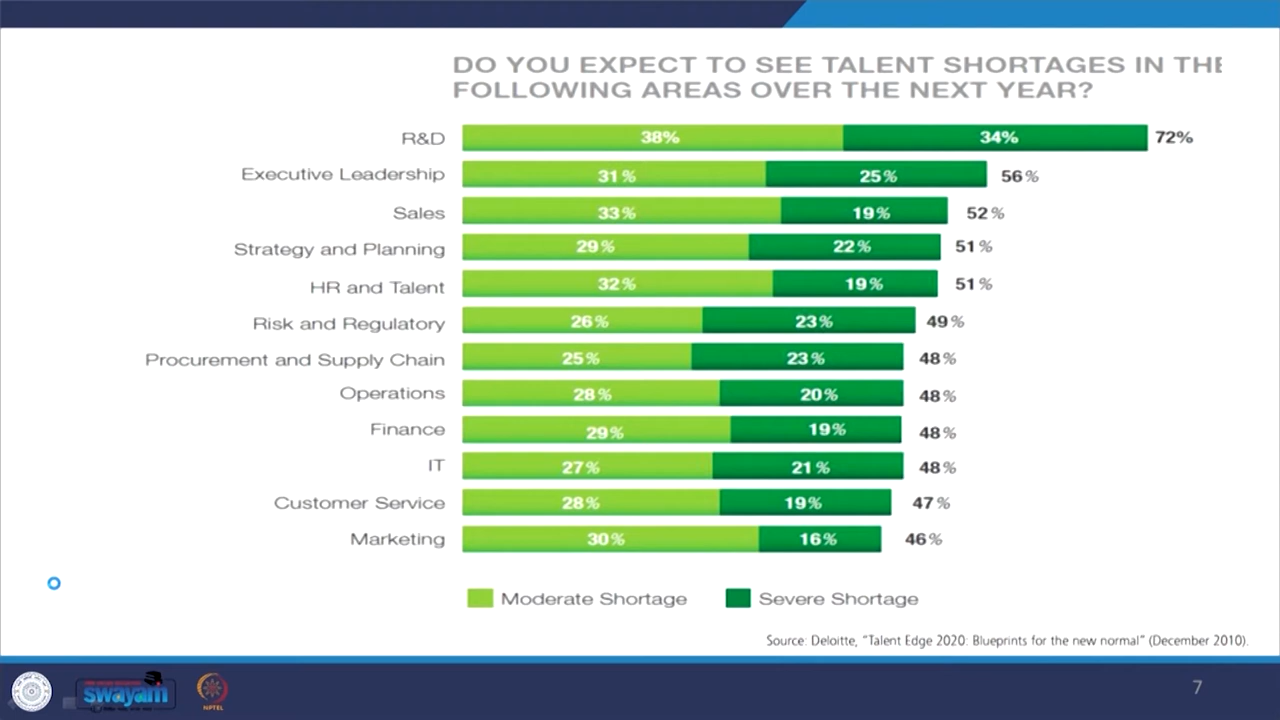 DO YOU EXPECT TO SEE TALENT SHORTAGES IN THE
FOLLOWING AREAS OVER THE NEXT YEAR?
R&D 38% 34% 72%
Executive Leadership 31% 25% 56%
Sales 33% 19% 52%
Strategy and Planning 29% 22% 51%
HR and Talent 32% 19% 51%
Risk and Regulatory 26% 23% 49%
Procurement and Supply Chain 25% 23% 48%
Operations 28% 20% 48%
Finance 29% 19% 48%
IT 27% 21% 48%
Customer Service 28% 19% 47%
Marketing 30% 16% 46%
Moderate Shortage Severe Shortage
Source: Deloitte, "Talent Edge 2020: Blueprints for the new normal" (December 2010).
swayam
NPTEL
7